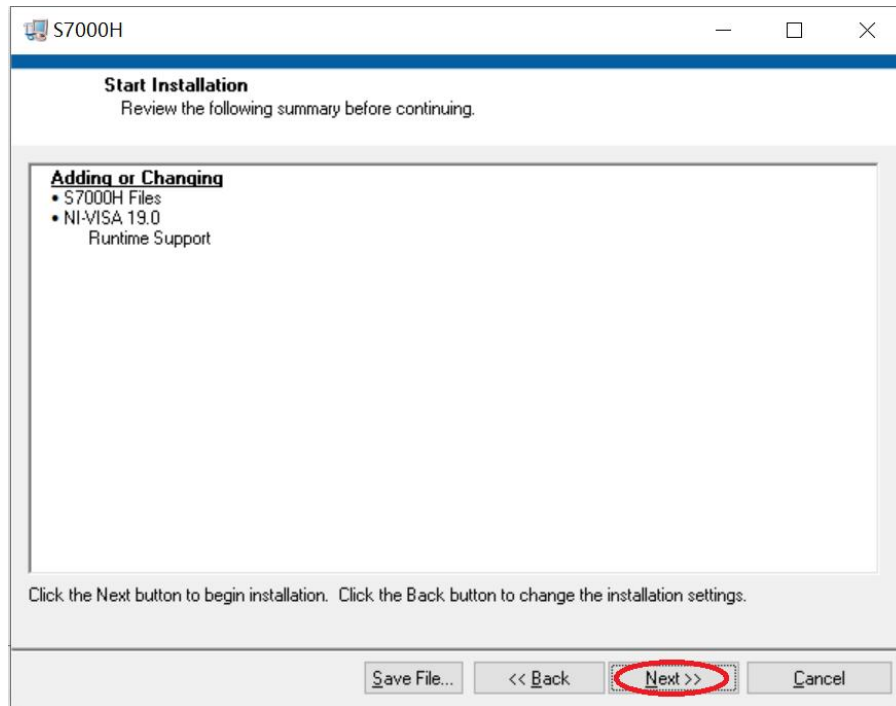 S7000H
Start Installation
Review the following summary before continuing.
Adding or Changing
• S7000H Files
• NI-VISA 19.0
Runtime Support
Click the Next button to begin installation. Click the Back button to change the installation settings.
Save File... << Back Next >> Cancel